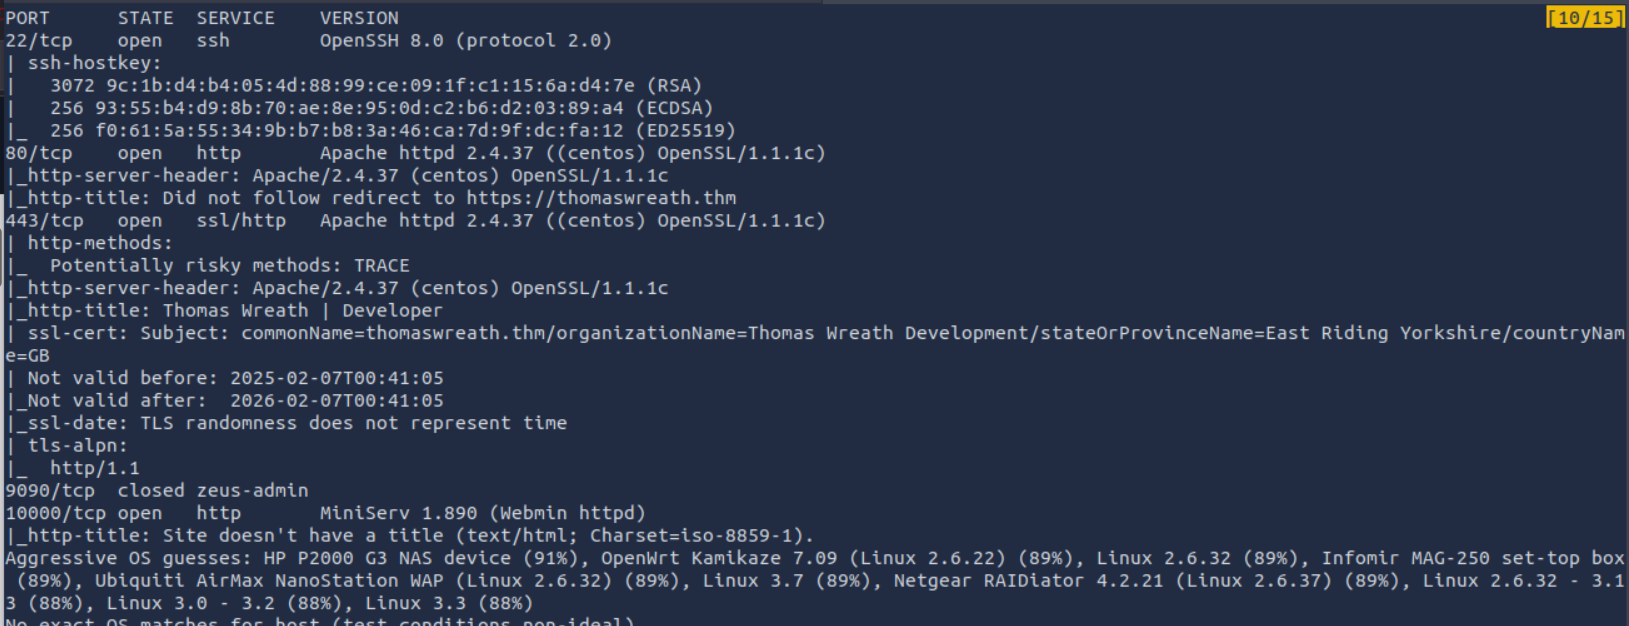 PORT      STATE  SERVICE    VERSION                                                                                                    [10/15]
22/tcp    open   ssh        OpenSSH 8.0 (protocol 2.0)
| ssh-hostkey:
|   3072 9c:1b:d4:b4:05:4d:88:99:ce:09:1f:c1:15:6a:d4:7e (RSA)
|   256 93:55:b4:d9:8b:70:ae:8e:95:0d:c2:b6:d2:03:89:a4 (ECDSA)
|_  256 f0:61:5a:55:34:9b:b7:b8:3a:46:ca:7d:9f:dc:fa:12 (ED25519)
80/tcp    open   http       Apache httpd 2.4.37 ((centos) OpenSSL/1.1.1c)
|_http-server-header: Apache/2.4.37 (centos) OpenSSL/1.1.1c
|_http-title: Did not follow redirect to https://thomaswreath.thm
443/tcp   open   ssl/http   Apache httpd 2.4.37 ((centos) OpenSSL/1.1.1c)
| http-methods:
|_  Potentially risky methods: TRACE
|_http-server-header: Apache/2.4.37 (centos) OpenSSL/1.1.1c
|_http-title: Thomas Wreath | Developer
| ssl-cert: Subject: commonName=thomaswreath.thm/organizationName=Thomas Wreath Development/stateOrProvinceName=East Riding Yorkshire/countryNam
e=GB
| Not valid before: 2025-02-07T00:41:05
|_Not valid after:  2026-02-07T00:41:05
|_ssl-date: TLS randomness does not represent time
| tls-alpn:
|_  http/1.1
9090/tcp  closed zeus-admin
10000/tcp open   http       MiniServ 1.890 (Webmin httpd)
|_http-title: Site doesn't have a title (text/html; Charset=iso-8859-1).
Aggressive OS guesses: HP P2000 G3 NAS device (91%), OpenWrt Kamikaze 7.09 (Linux 2.6.22) (89%), Linux 2.6.32 (89%), Infomir MAG-250 set-top box
 (89%), Ubiquiti AirMax NanoStation WAP (Linux 2.6.32) (89%), Linux 3.7 (89%), Netgear RAIDiator 4.2.21 (Linux 2.6.37) (89%), Linux 2.6.32 - 3.1
3 (88%), Linux 3.0 - 3.2 (88%), Linux 3.3 (88%)
No exact OS matches for host (test conditions non-ideal).